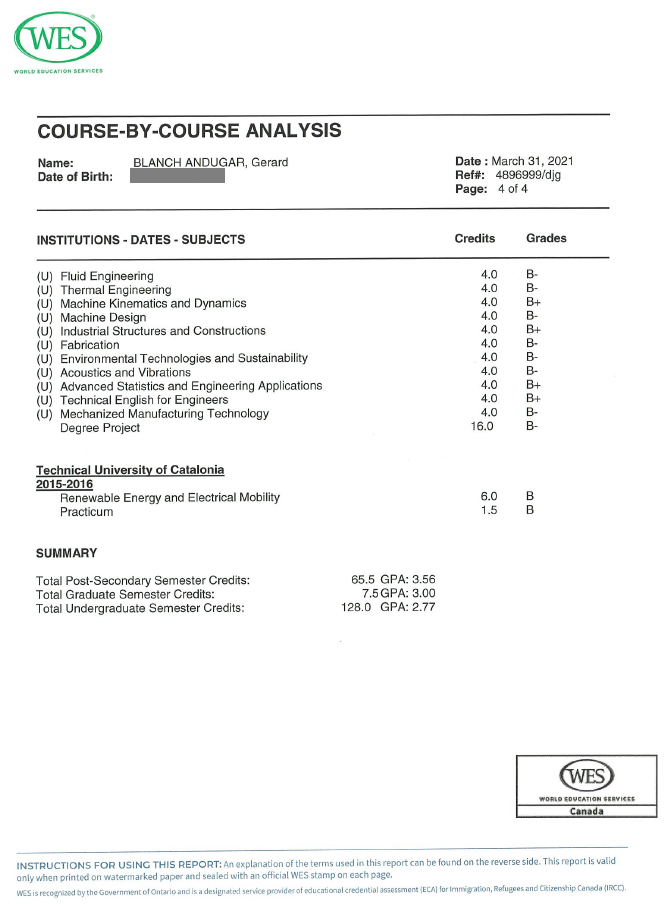 WES
WORLD EDUCATION SERVICES
COURSE-BY-COURSE ANALYSIS
Name: BLANCH ANDUGAR, Gerard Date : March 31, 2021
Date of Birth: Ref#: 4896999/djg
Page: 4 of 4
INSTITUTIONS - DATES - SUBJECTS Credits Grades
(U) Fluid Engineering 4.0 B-
(U) Thermal Engineering 4.0 B-
(U) Machine Kinematics and Dynamics 4.0 B+
(U) Machine Design 4.0 B-
(U) Industrial Structures and Constructions 4.0 B+
(U) Fabrication 4.0 B-
(U) Environmental Technologies and Sustainability 4.0 B-
(U) Acoustics and Vibrations 4.0 B-
(U) Advanced Statistics and Engineering Applications 4.0 B+
(U) Technical English for Engineers 4.0 B+
(U) Mechanized Manufacturing Technology 4.0 B-
Degree Project 16.0 B-
Technical University of Catalonia
2015-2016
Renewable Energy and Electrical Mobility 6.0 B
Practicum 1.5 B
SUMMARY
Total Post-Secondary Semester Credits: 65.5 GPA: 3.56
Total Graduate Semester Credits: 7.5 GPA: 3.00
Total Undergraduate Semester Credits: 128.0 GPA: 2.77
WES
WORLD EDUCATION SERVICES
Canada
INSTRUCTIONS FOR USING THIS REPORT: An explanation of the terms used in this report can be found on the reverse side. This report is valid
only when printed on watermarked paper and sealed with an official WES stamp on each page.
WES is recognized by the Government of Ontario and is a designated service provider of educational credential assessment (ECA) for Immigration, Refugees and Citizenship Canada (IRCC).